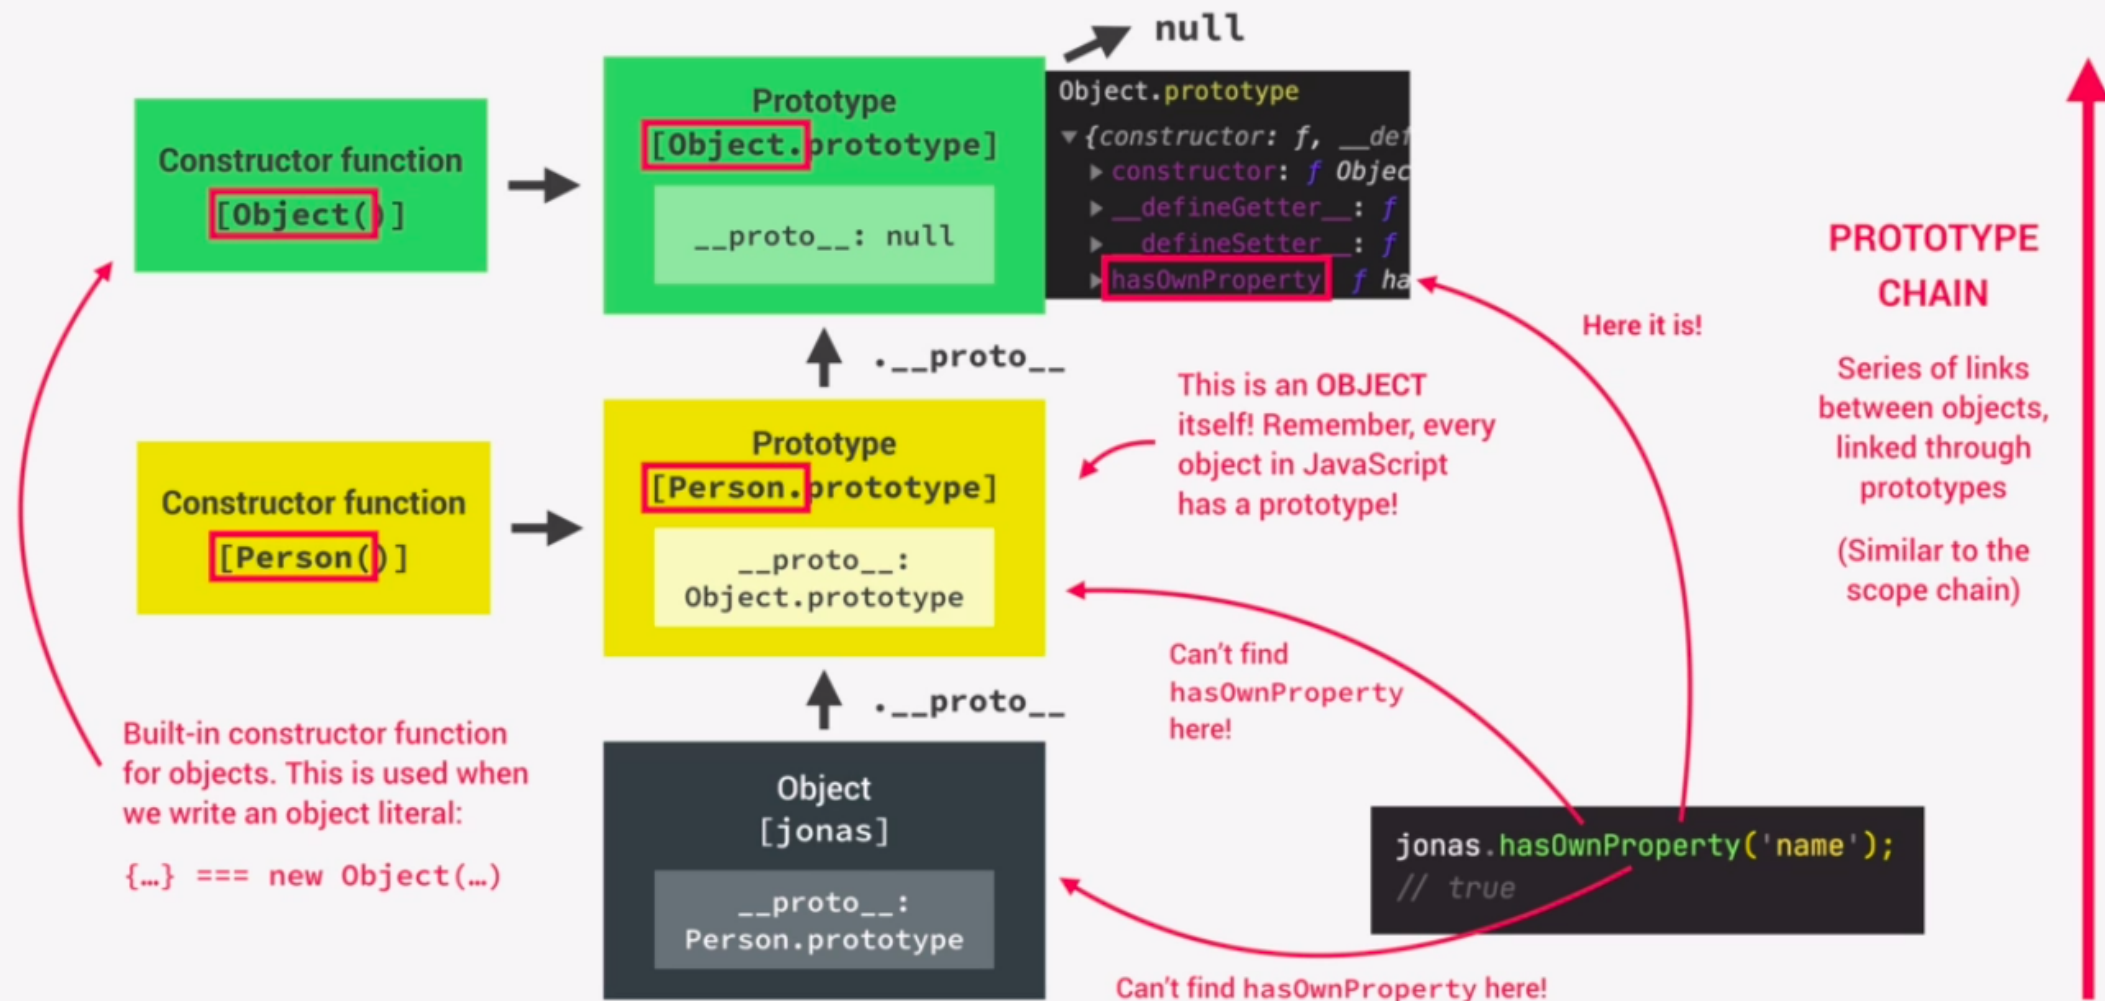 null
Prototype
[Object.prototype]
__proto__: null
Object.prototype
{constructor: ƒ, __def
constructor: ƒ Objec
__defineGetter__: ƒ
__defineSetter__: ƒ
hasOwnProperty ƒ ha
Constructor function
[Object()]
Here it is!
PROTOTYPE
CHAIN
Series of links
between objects,
linked through
prototypes
(Similar to the
scope chain)
.__proto__
This is an OBJECT
itself! Remember, every
object in JavaScript
has a prototype!
Constructor function
[Person()]
Prototype
[Person.prototype]
__proto__:
Object.prototype
Can't find
hasOwnProperty
here!
.__proto__
Built-in constructor function
for objects. This is used when
we write an object literal:
{…} === new Object(…)
Object
[jonas]
__proto__:
Person.prototype
jonas.hasOwnProperty('name');
// true
Can't find hasOwnProperty here!